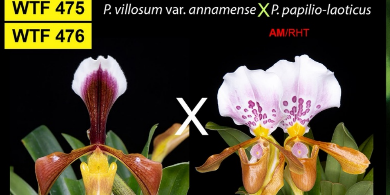 WTF 475
WTF 476
P. villosum var. annamense X P. papilio-laoticus
AM/RHT
X